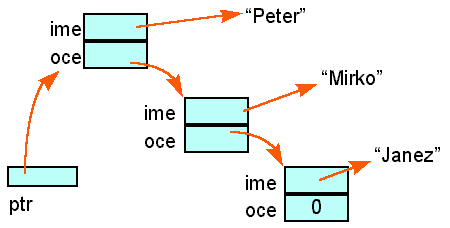 ime
“Peter”
oce
“Mirko”
ime
oce
“Janez”
ime
ptr
oce
0